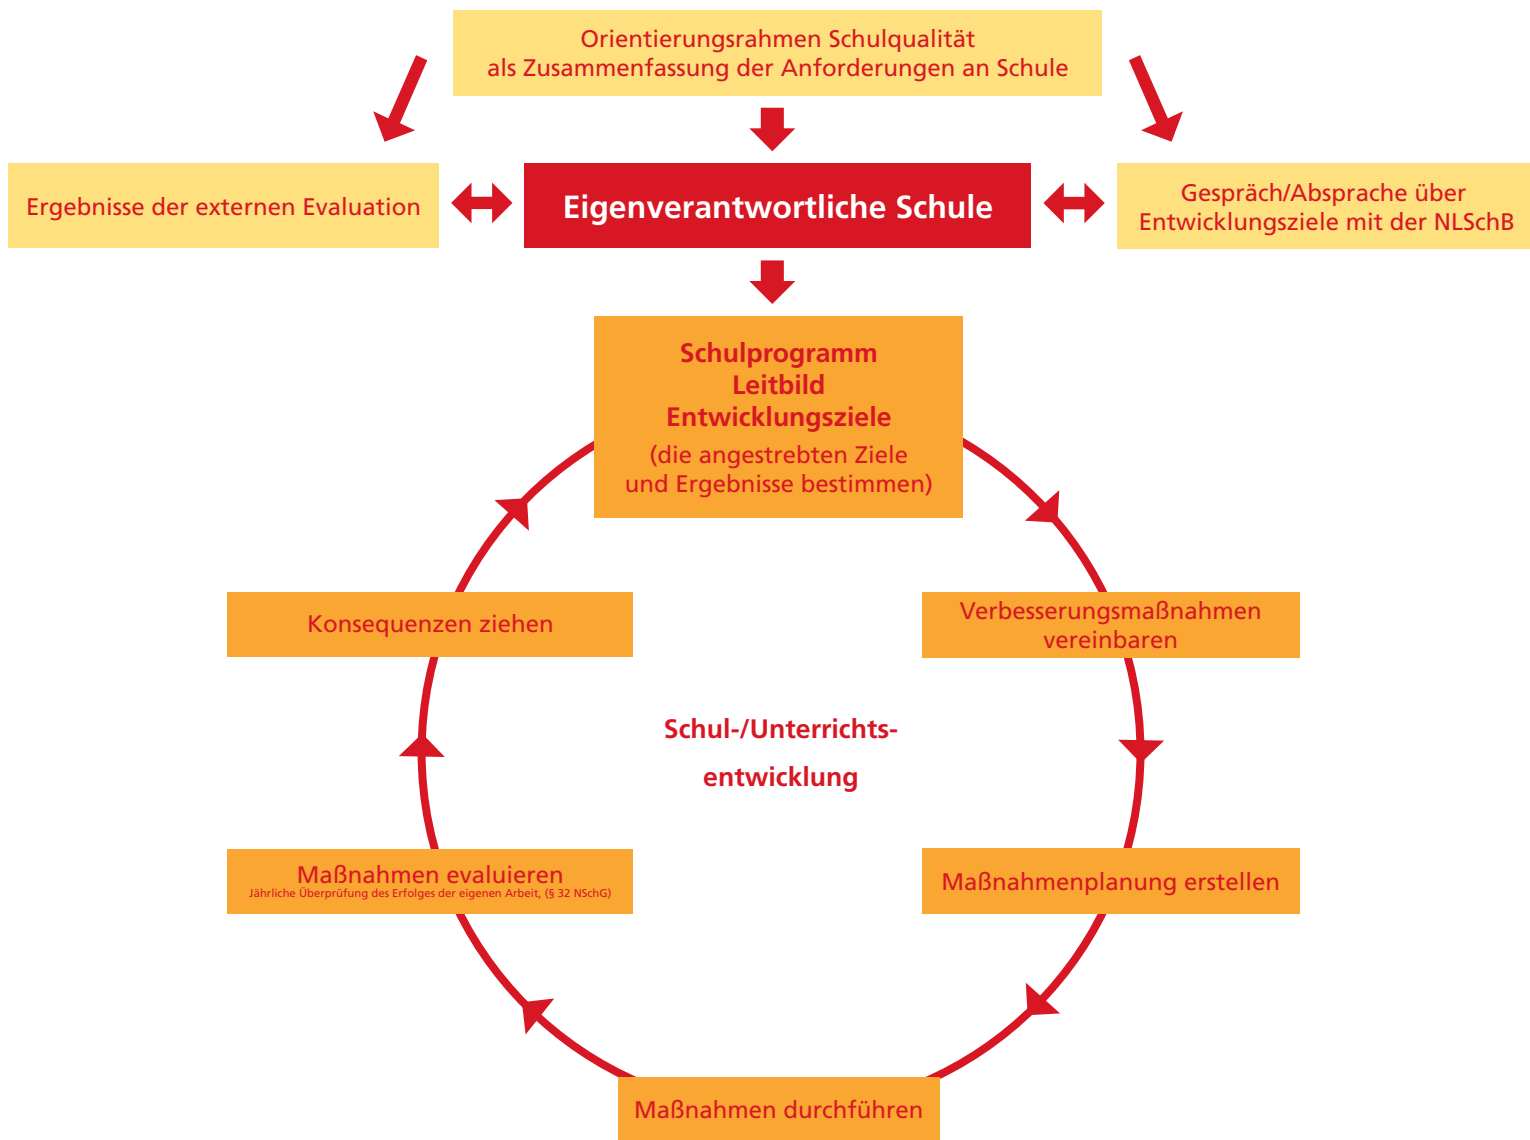 Orientierungsrahmen Schulqualität
als Zusammenfassung der Anforderungen an Schule
Ergebnisse der externen Evaluation
Eigenverantwortliche Schule
Gespräch/Absprache über
Entwicklungsziele mit der NLSchB
Schulprogramm
Leitbild
Entwicklungsziele
(die angestrebten Ziele
und Ergebnisse bestimmen)
Konsequenzen ziehen
Verbesserungsmaßnahmen
vereinbaren
Schul-/Unterrichts-
entwicklung
Maßnahmen evaluieren
Jährliche Überprüfung des Erfolges der eigenen Arbeit, (§ 32 NSchG)
Maßnahmenplanung erstellen
Maßnahmen durchführen